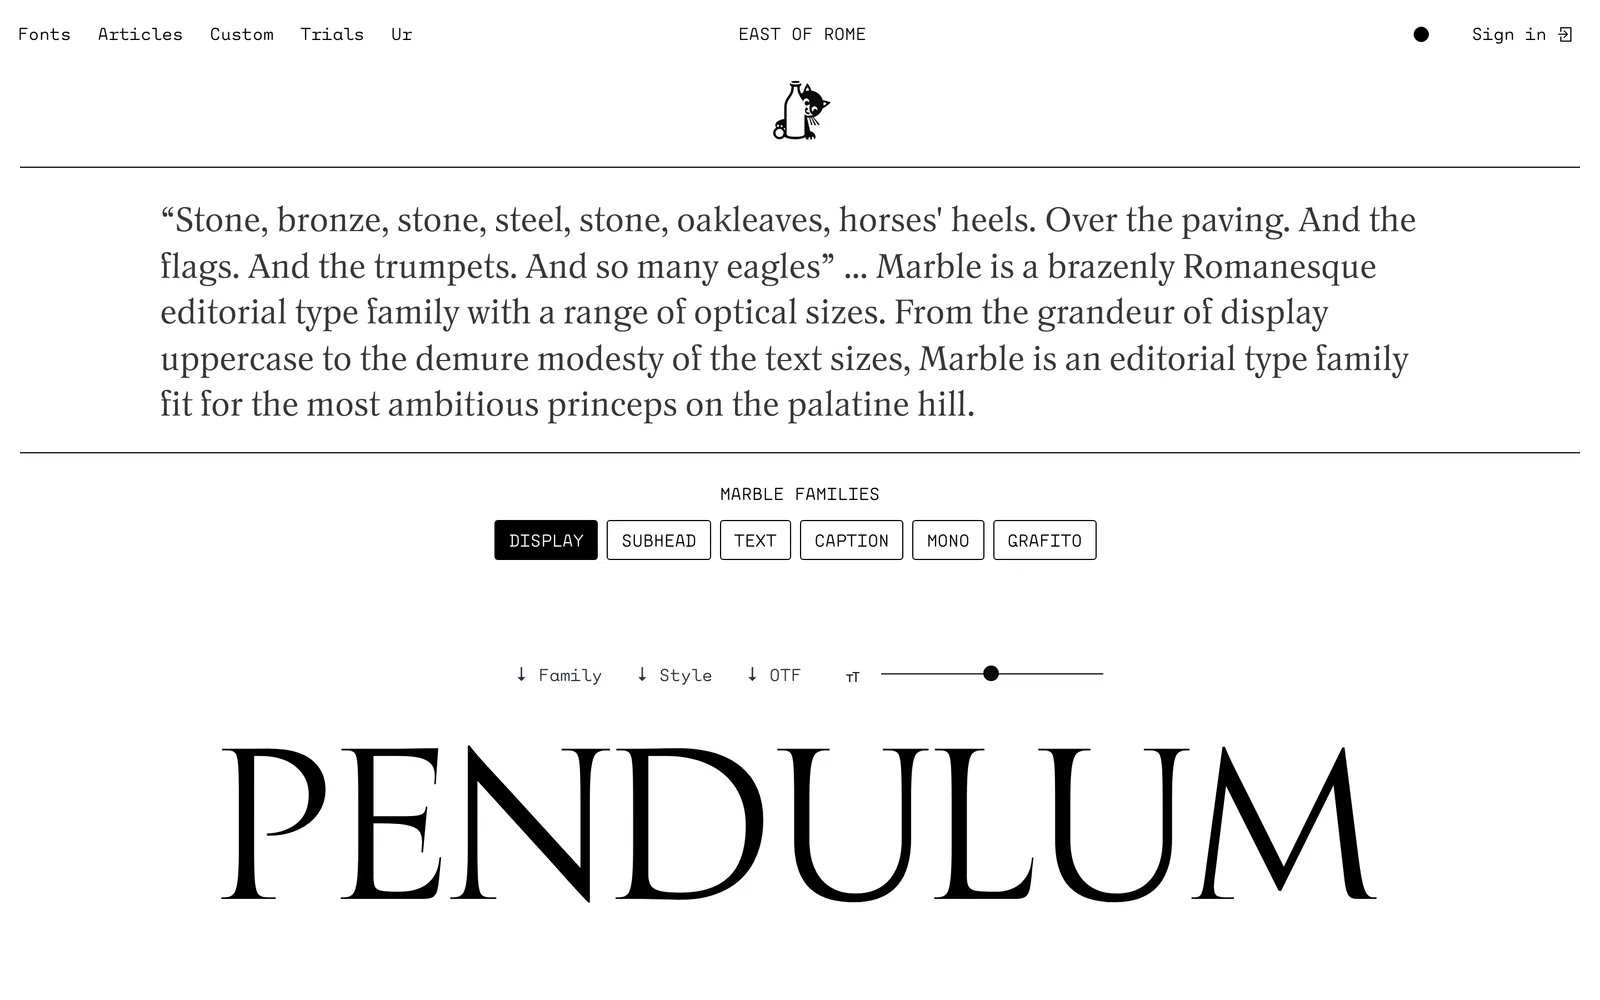 Fonts Articles Custom Trials Ur EAST OF ROME Sign in
“Stone, bronze, stone, steel, stone, oakleaves, horses' heels. Over the paving. And the
flags. And the trumpets. And so many eagles” ... Marble is a brazenly Romanesque
editorial type family with a range of optical sizes. From the grandeur of display
uppercase to the demure modesty of the text sizes, Marble is an editorial type family
fit for the most ambitious princeps on the palatine hill.
MARBLE FAMILIES
DISPLAY SUBHEAD TEXT CAPTION MONO GRAFITO
↓ Family ↓ Style ↓ OTF TT
PENDULUM